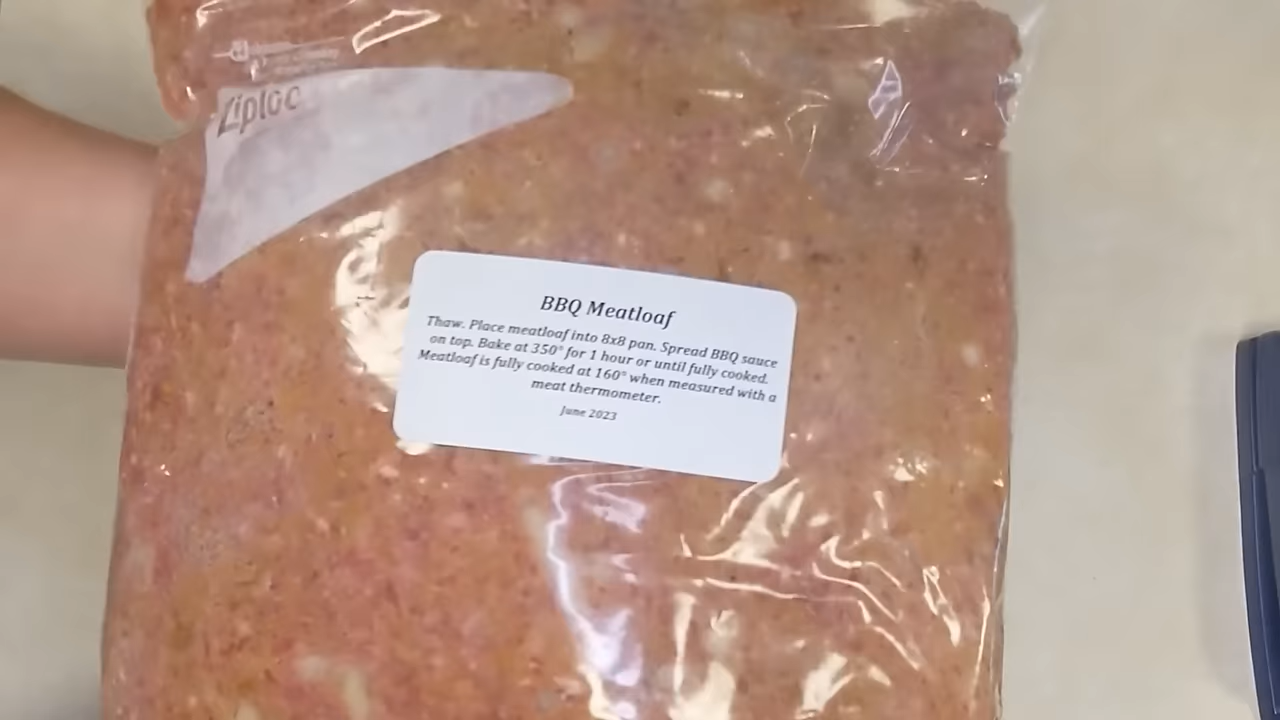 Ziploc
BBQ Meatloaf
Thaw. Place meatloaf into 8x8 pan. Spread BBQ sauce
on top. Bake at 350° for 1 hour or until fully cooked.
Meatloaf is fully cooked at 160° when measured with a
meat thermometer.
June 2023